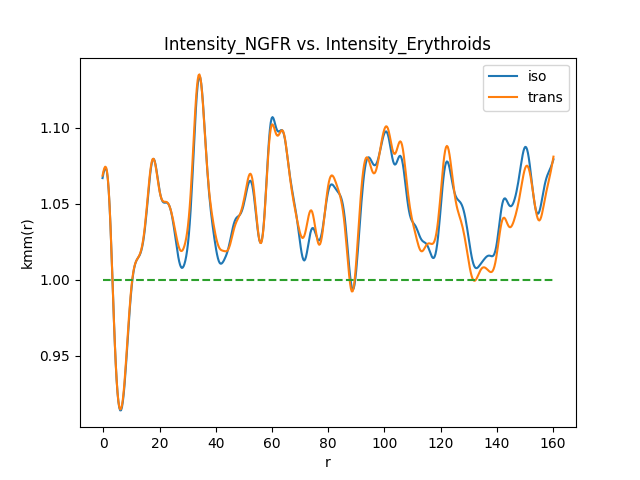 Intensity_NGFR vs. Intensity_Erythroids
iso
trans
kmm(r)
1.10
1.05
1.00
0.95
0 20 40 60 80 100 120 140 160
r